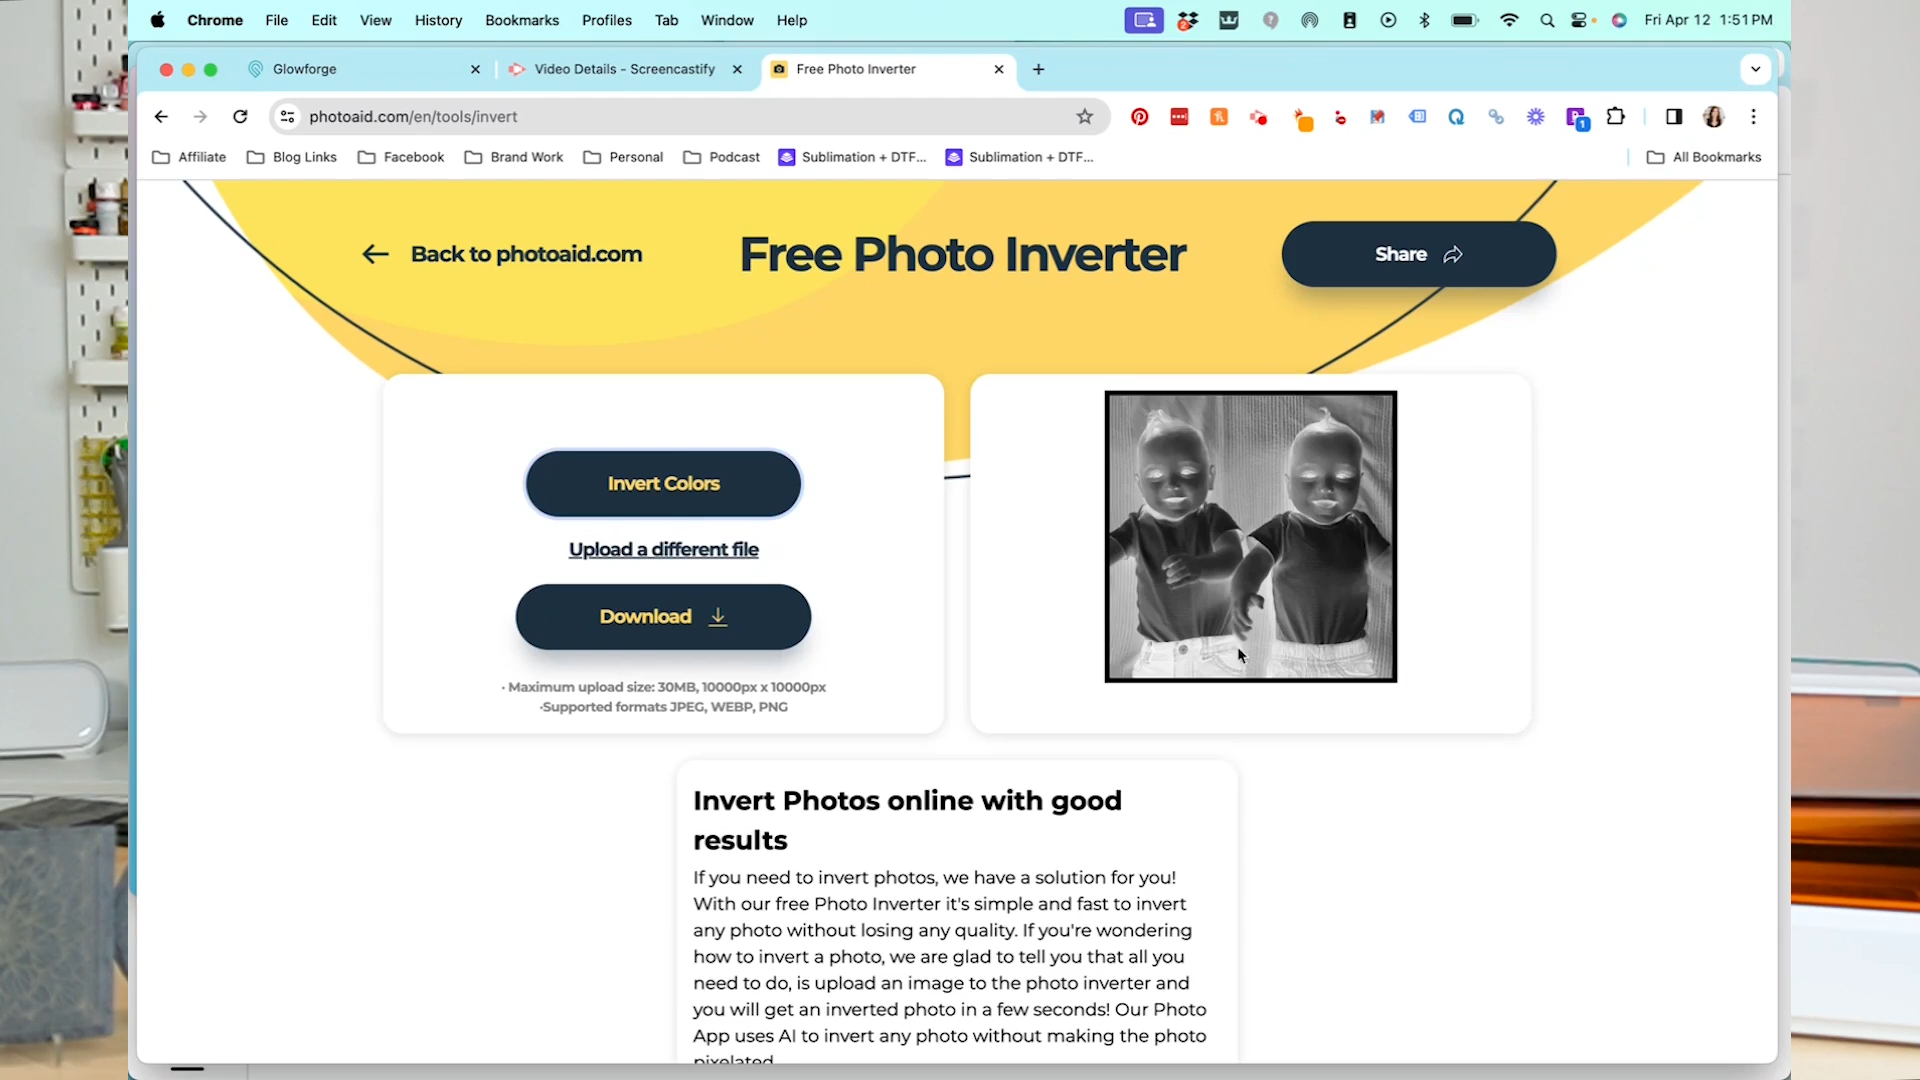 Chrome File Edit View History Bookmarks Profiles Tab Window Help
2
Fri Apr 12 1:51 PM
Glowforge
Video Details - Screencastify
Free Photo Inverter
photoaid.com/en/tools/invert
1
Affiliate Blog Links Facebook Brand Work Personal Podcast Sublimation + DTF... Sublimation + DTF... All Bookmarks
Back to photoaid.com
Free Photo Inverter
Share
Invert Colors
Upload a different file
Download
· Maximum upload size: 30MB, 10000px x 10000px
·Supported formats JPEG, WEBP, PNG
Invert Photos online with good
results
If you need to invert photos, we have a solution for you!
With our free Photo Inverter it's simple and fast to invert
any photo without losing any quality. If you're wondering
how to invert a photo, we are glad to tell you that all you
need to do, is upload an image to the photo inverter and
you will get an inverted photo in a few seconds! Our Photo
App uses AI to invert any photo without making the photo
pixelated